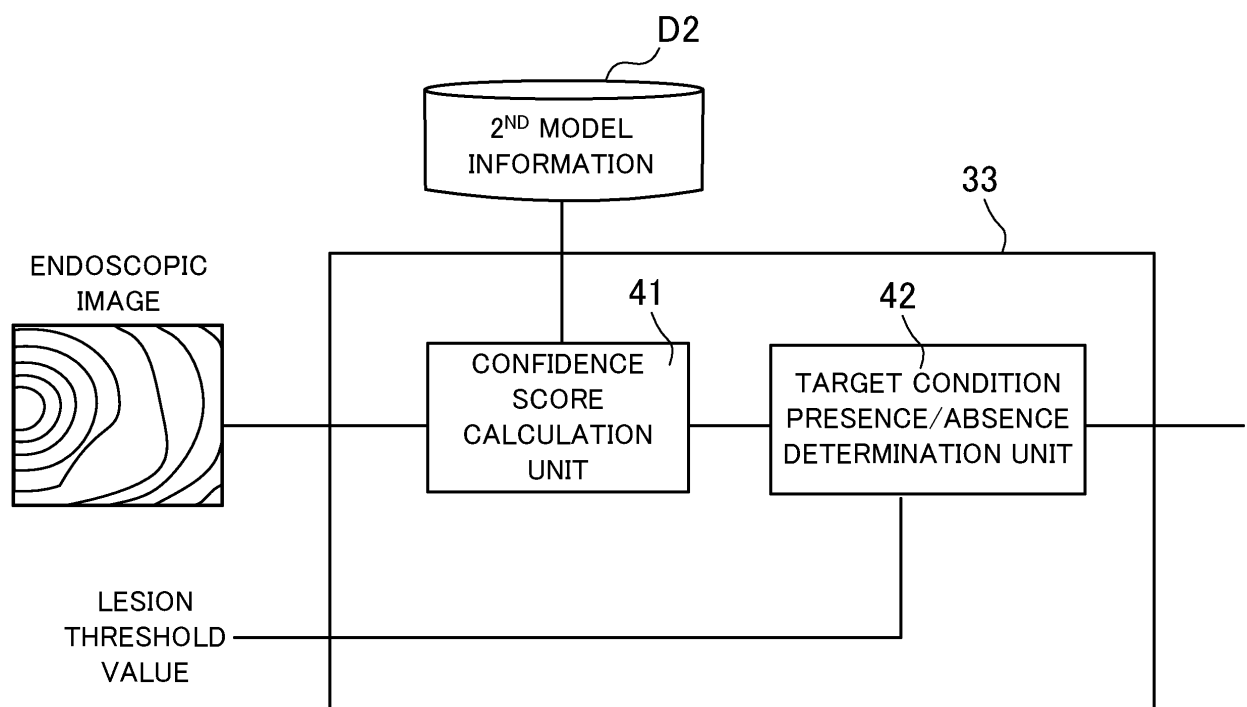 D2
2ND MODEL
INFORMATION
33
ENDOSCOPIC
IMAGE
41
CONFIDENCE
SCORE
CALCULATION
UNIT
42
TARGET CONDITION
PRESENCE/ABSENCE
DETERMINATION UNIT
LESION
THRESHOLD
VALUE